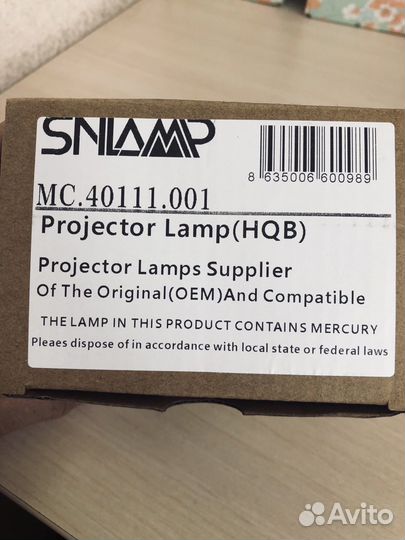 SNLAMP
8 635006 600989
MC.40111.001
Projector Lamp(HQB)
Projector Lamps Supplier
Of The Original(OEM)And Compatible
THE LAMP IN THIS PRODUCT CONTAINS MERCURY
Pleaes dispose of in accordance with local state or federal laws
Avito